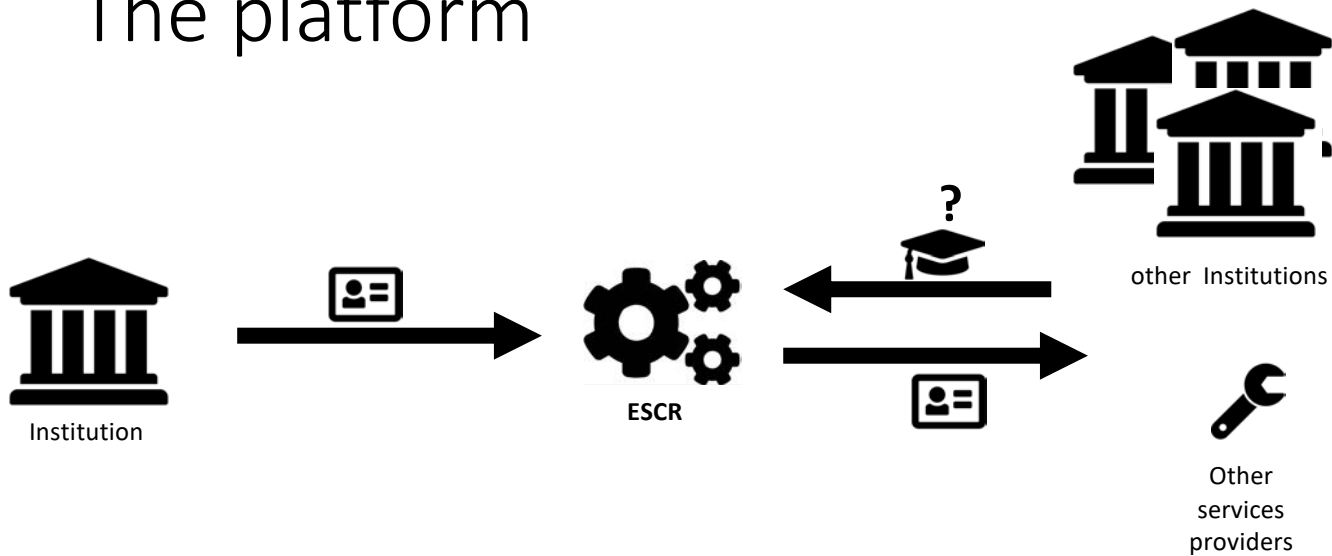 The platform
?
other Institutions
Institution
ESCR
Other
services
providers